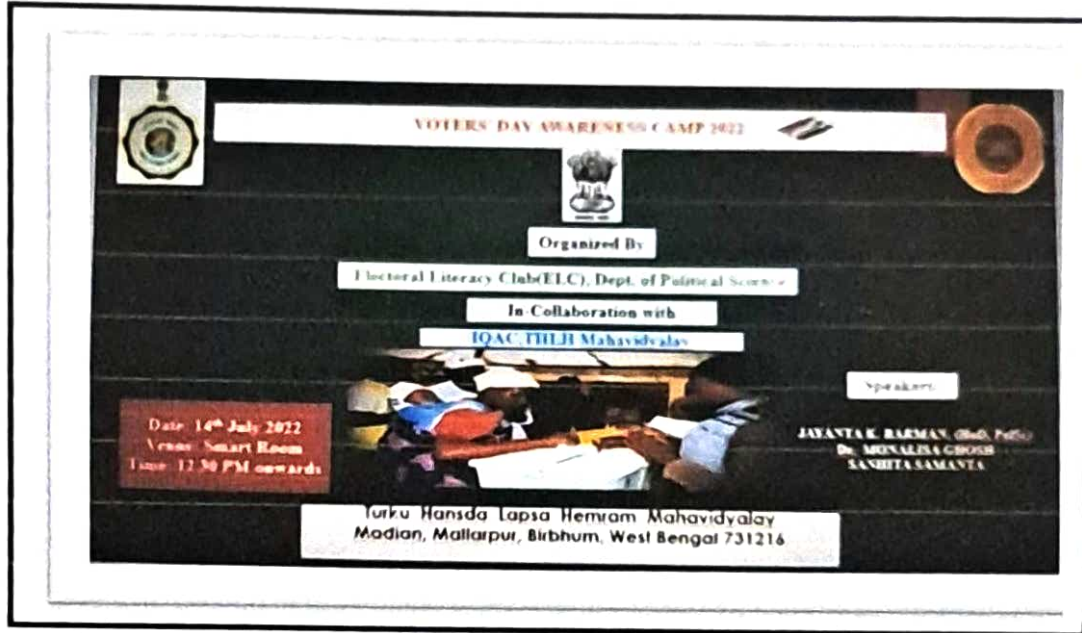 VOTERS' DAY AWARENESS CAMP 2022
Organized By
Electoral Literacy Club(ELC), Dept. of Political Science
In-Collaboration with
IQAC,THLH Mahavidyalay
Date: 14th July 2022
Venue: Smart Room
Time: 12.30 PM onwards
Speakers:
JAYANTA K. BARMAN, (HoD, PolSc)
Dr. MONALISA GHOSH
SANHITA SAMANTA
Turku Hansda Lapsa Hemram Mahavidyalay
Madian, Mallarpur, Birbhum, West Bengal 731216